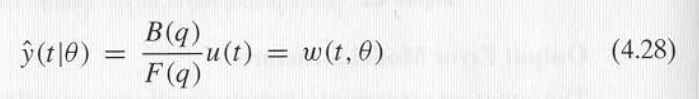 ŷ(t|θ) = B(q)/F(q) u(t) = w(t, θ) (4.28)